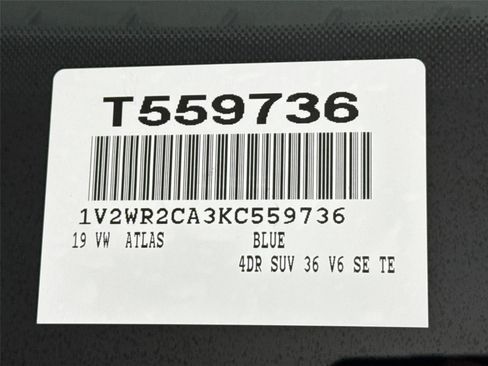 T559736
1V2WR2CA3KC559736
19 VW ATLAS BLUE
4DR SUV 36 V6 SE TE